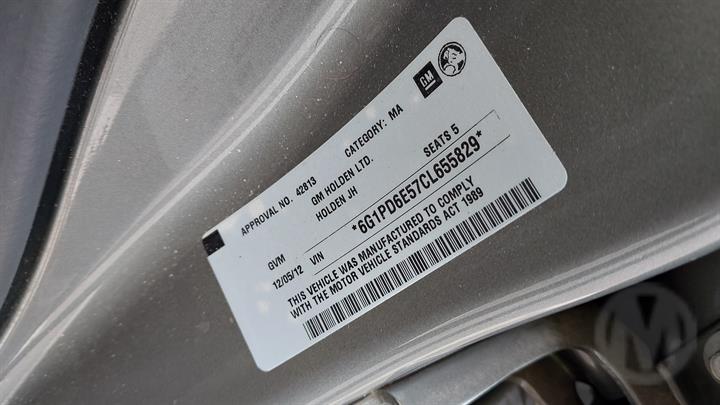 GM
APPROVAL NO. 42813 CATEGORY: MA
GM HOLDEN LTD.
HOLDEN JH SEATS 5
GVM
12/05/12 VIN *6G1PD6E57CL655829*
THIS VEHICLE WAS MANUFACTURED TO COMPLY
WITH THE MOTOR VEHICLE STANDARDS ACT 1989
M